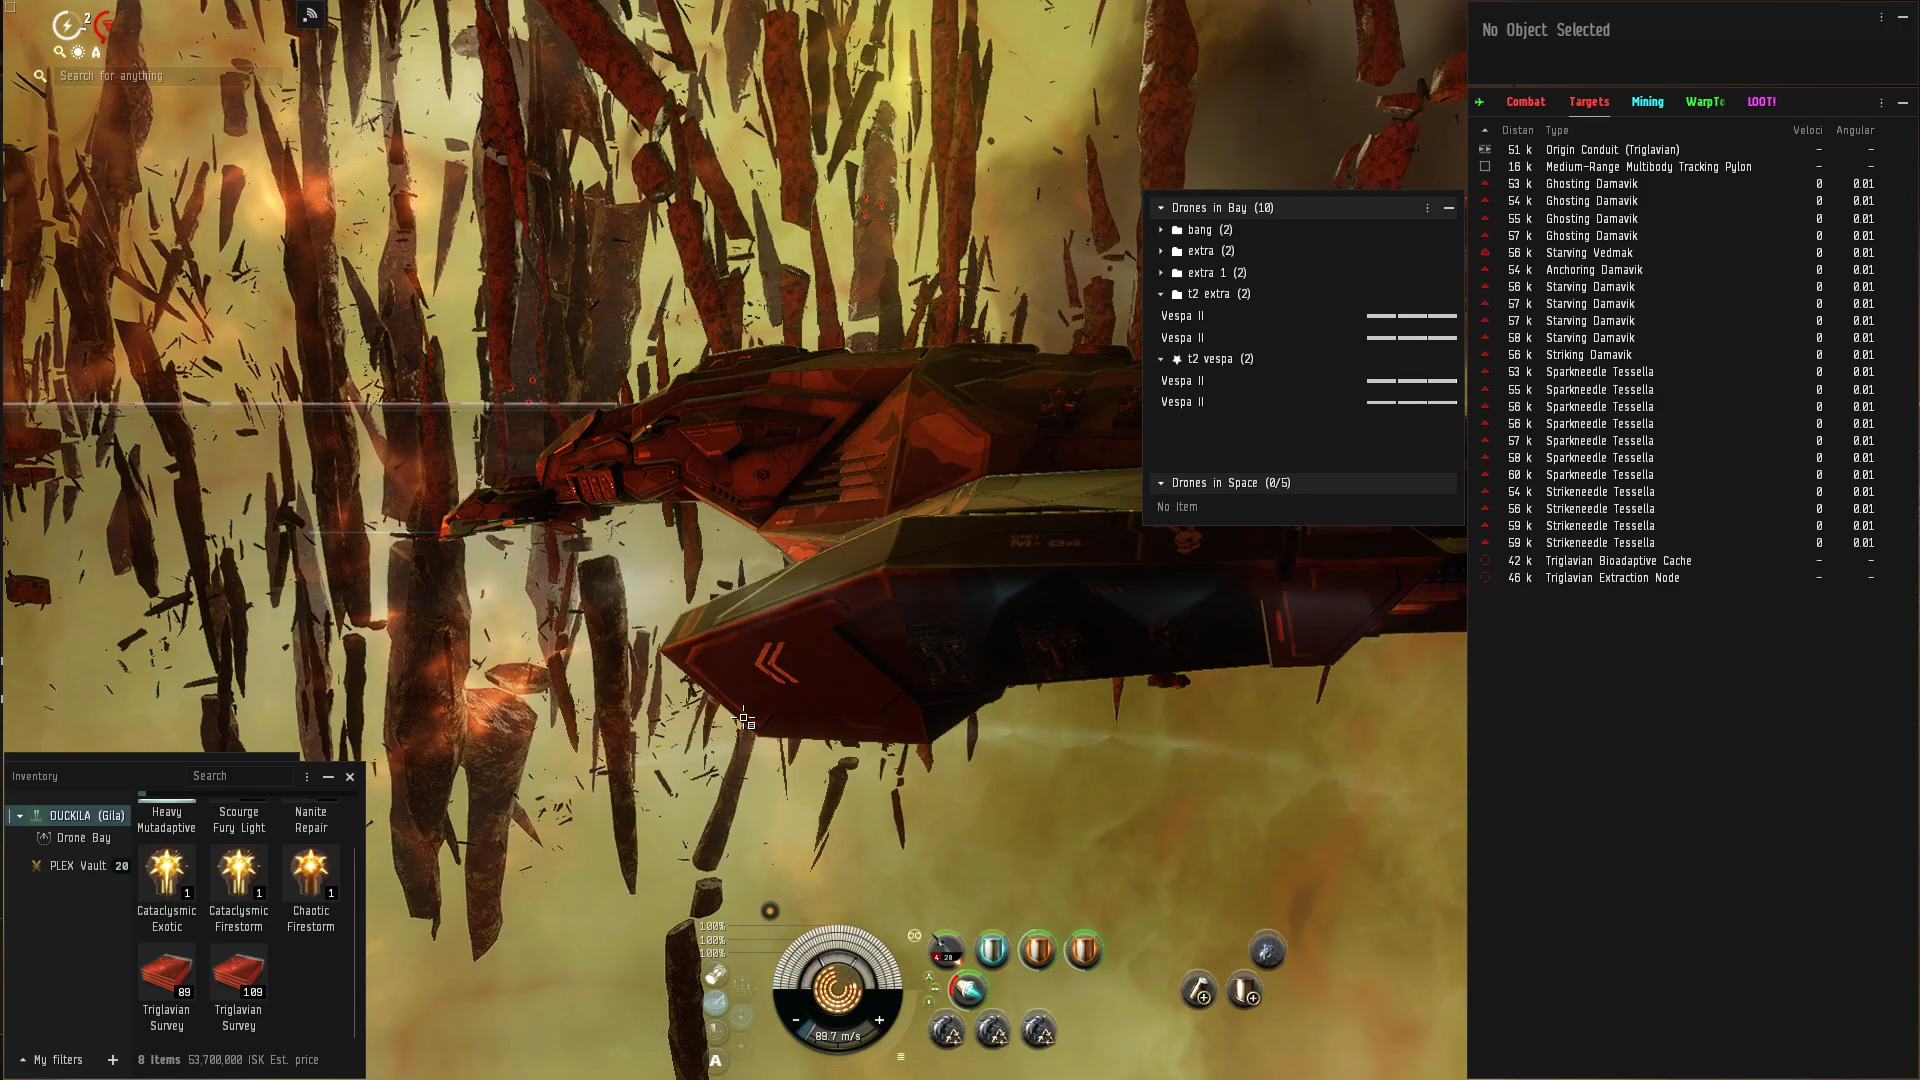 2
A
Search for anything
No Object Selected
Combat Targets Mining WarpTo LOOT!
Distan Type Veloci Angular
51 k Origin Conduit (Triglavian) – –
16 k Medium-Range Multibody Tracking Pylon – –
53 k Ghosting Damavik 0 0.01
54 k Ghosting Damavik 0 0.01
55 k Ghosting Damavik 0 0.01
57 k Ghosting Damavik 0 0.01
56 k Starving Vedmak 0 0.01
54 k Anchoring Damavik 0 0.01
56 k Starving Damavik 0 0.01
57 k Starving Damavik 0 0.01
57 k Starving Damavik 0 0.01
58 k Starving Damavik 0 0.01
56 k Striking Damavik 0 0.01
53 k Sparkneedle Tessella 0 0.01
55 k Sparkneedle Tessella 0 0.01
56 k Sparkneedle Tessella 0 0.01
56 k Sparkneedle Tessella 0 0.01
57 k Sparkneedle Tessella 0 0.01
58 k Sparkneedle Tessella 0 0.01
60 k Sparkneedle Tessella 0 0.01
54 k Strikeneedle Tessella 0 0.01
56 k Strikeneedle Tessella 0 0.01
59 k Strikeneedle Tessella 0 0.01
59 k Strikeneedle Tessella 0 0.01
42 k Triglavian Bioadaptive Cache – –
46 k Triglavian Extraction Node – –
Drones in Bay (10)
bang (2)
extra (2)
extra 1 (2)
t2 extra (2)
Vespa II
Vespa II
t2 vespa (2)
Vespa II
Vespa II
Drones in Space (0/5)
No Item
M-04
Inventory Search
DUCKILA (Gila)
Drone Bay
PLEX Vault 20
Heavy Mutadaptive
Scourge Fury Light
Nanite Repair
1
Cataclysmic Exotic
1
Cataclysmic Firestorm
1
Chaotic Firestorm
89
Triglavian Survey
109
Triglavian Survey
My filters + 8 Items 53,700,000 ISK Est. price
100%
100%
100%
89.7 m/s
4 20
A